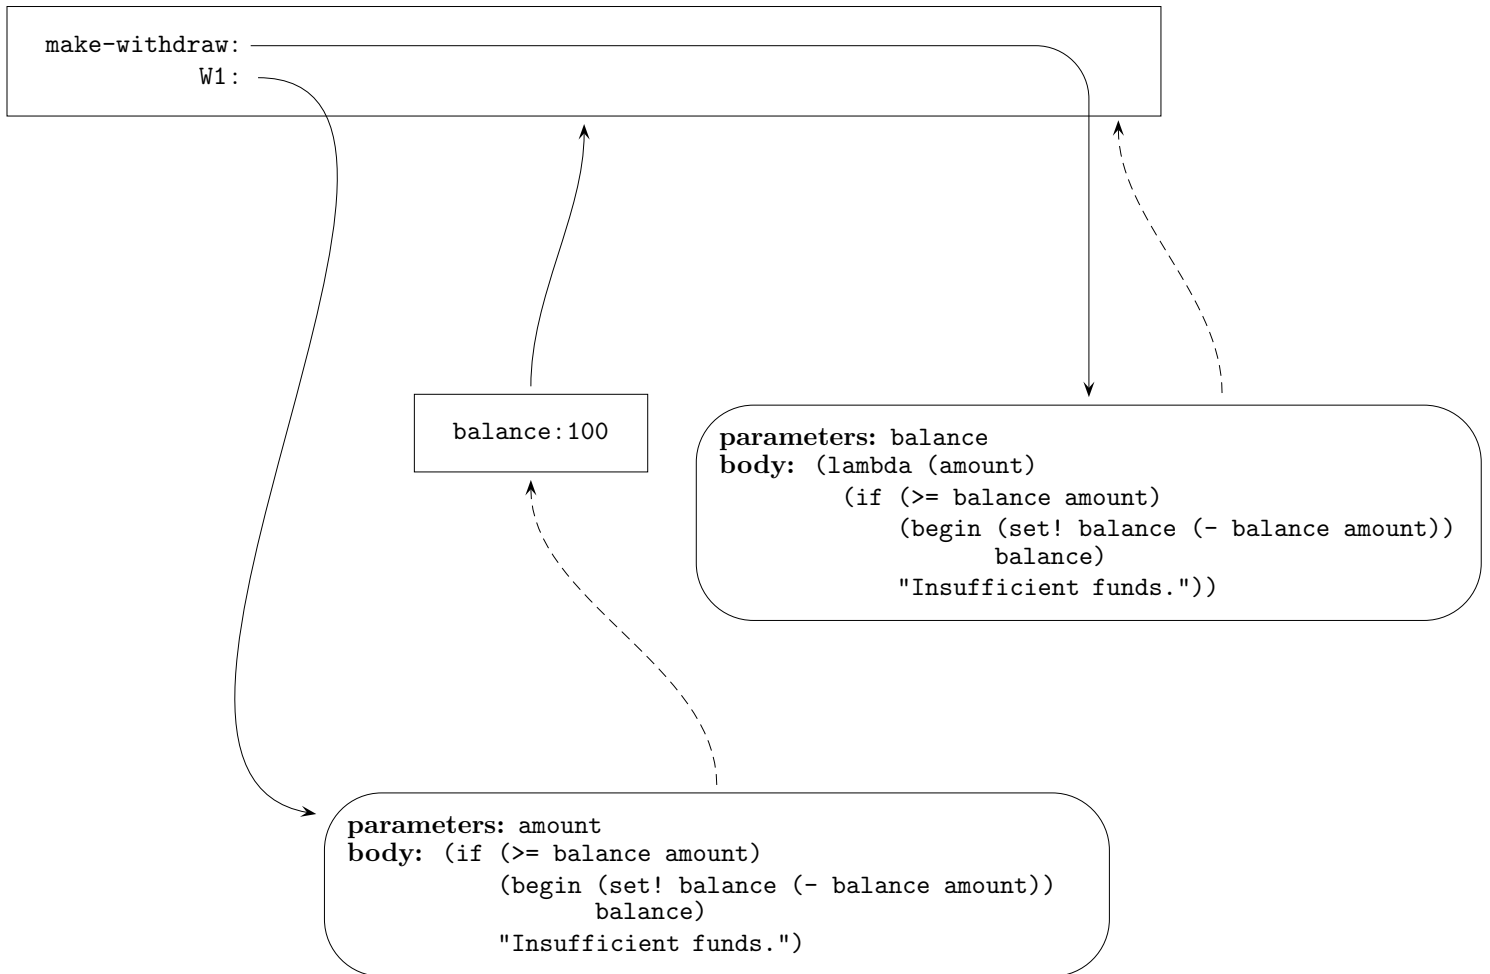 make-withdraw:
W1:
balance:100
parameters: balance
body: (lambda (amount)
(if (>= balance amount)
(begin (set! balance (- balance amount))
balance)
"Insufficient funds."))
parameters: amount
body: (if (>= balance amount)
(begin (set! balance (- balance amount))
balance)
"Insufficient funds.")